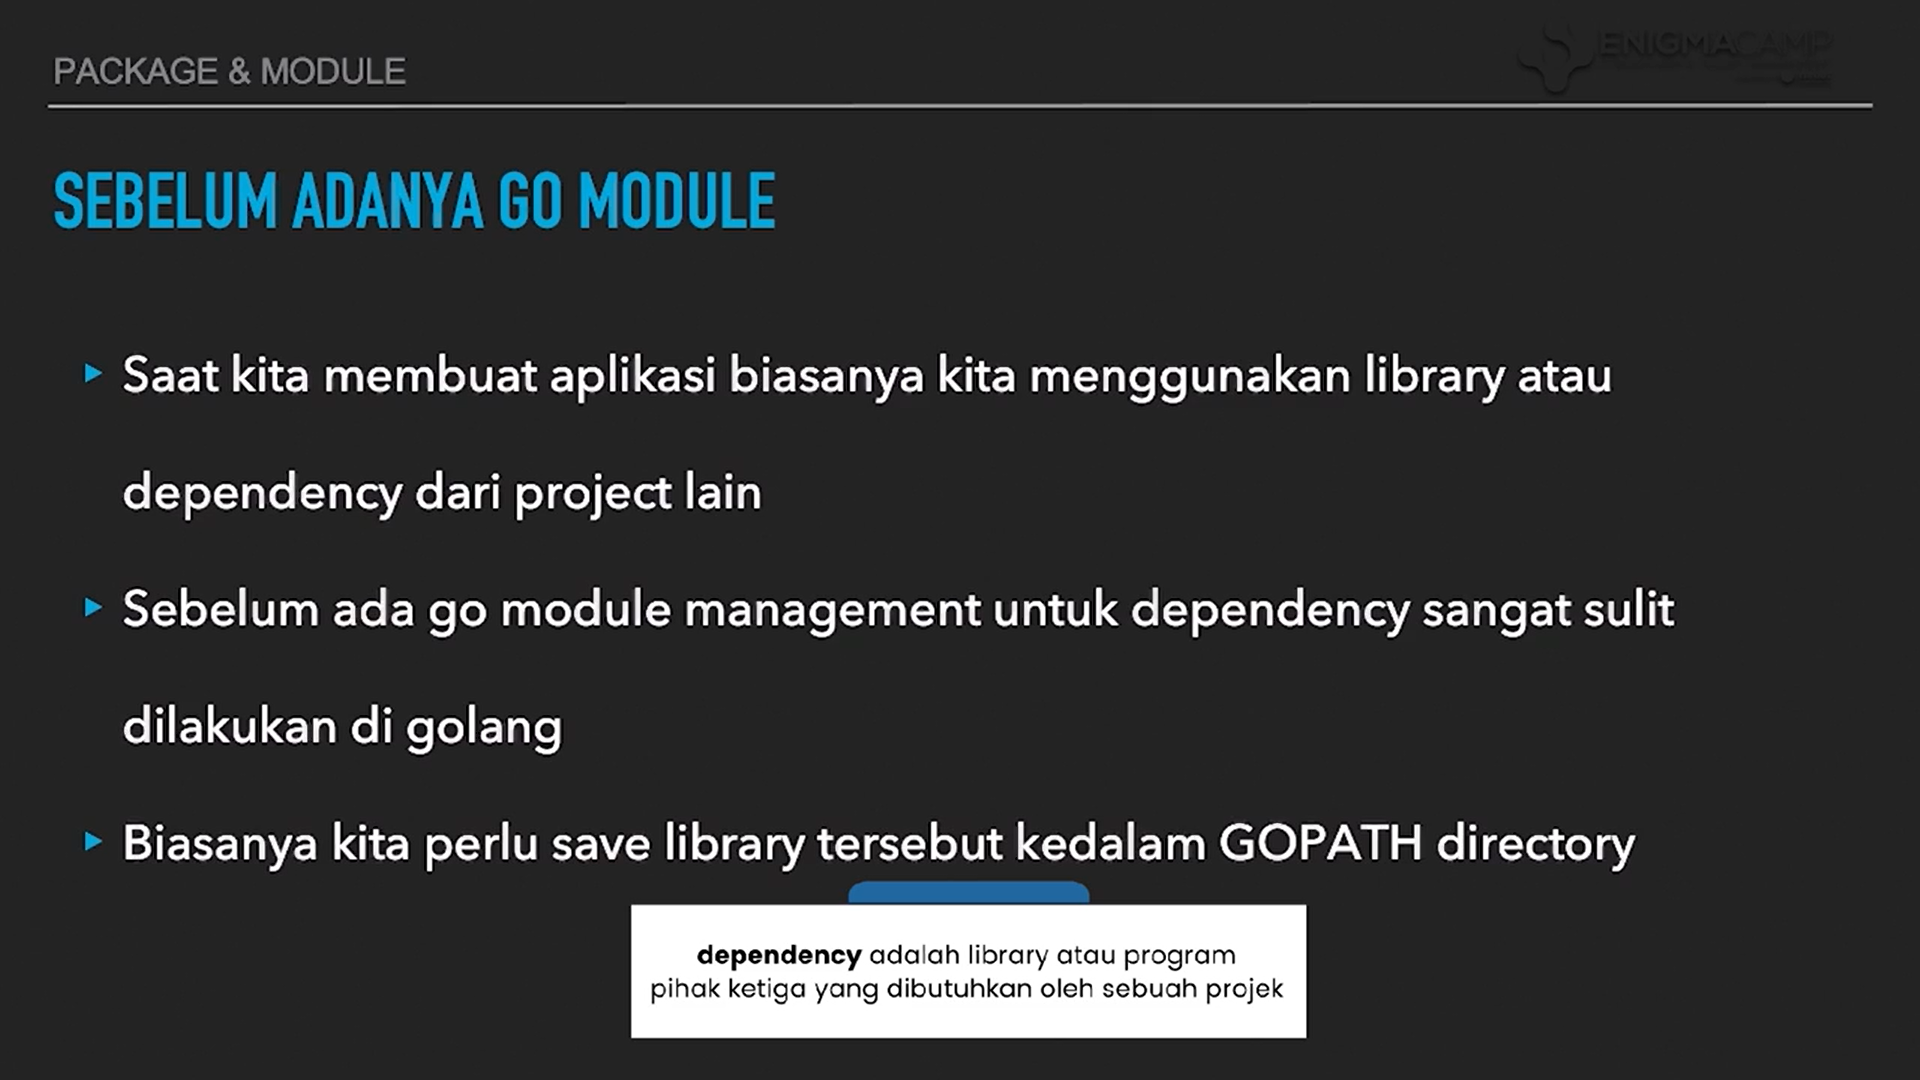 PACKAGE & MODULE
ENIGMACAMP
SEBELUM ADANYA GO MODULE
Saat kita membuat aplikasi biasanya kita menggunakan library atau
dependency dari project lain
Sebelum ada go module management untuk dependency sangat sulit
dilakukan di golang
Biasanya kita perlu save library tersebut kedalam GOPATH directory
dependency adalah library atau program
pihak ketiga yang dibutuhkan oleh sebuah projek